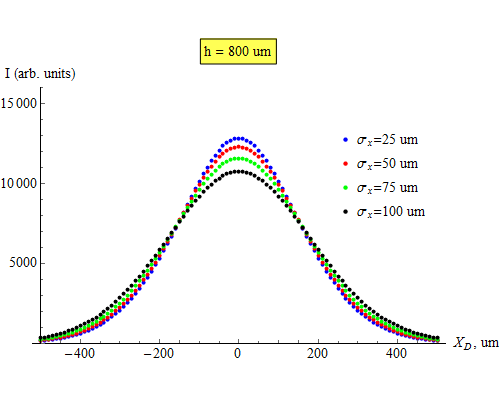 h = 800 um
I (arb. units)
15 000
10 000
5000
σx=25 um
σx=50 um
σx=75 um
σx=100 um
−400 −200 0 200 400
XD, um